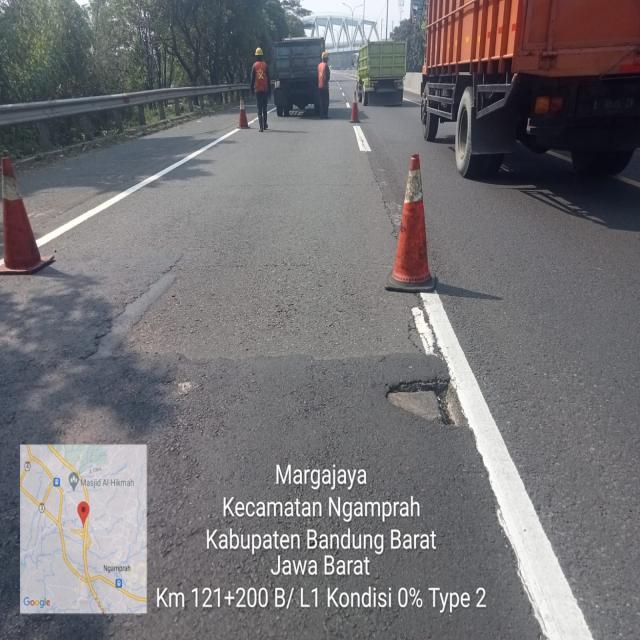 Margajaya
Kecamatan Ngamprah
Kabupaten Bandung Barat
Jawa Barat
Km 121+200 B/ L1 Kondisi 0% Type 2
Masjid Al-Hikmah
Ngamprah
Google